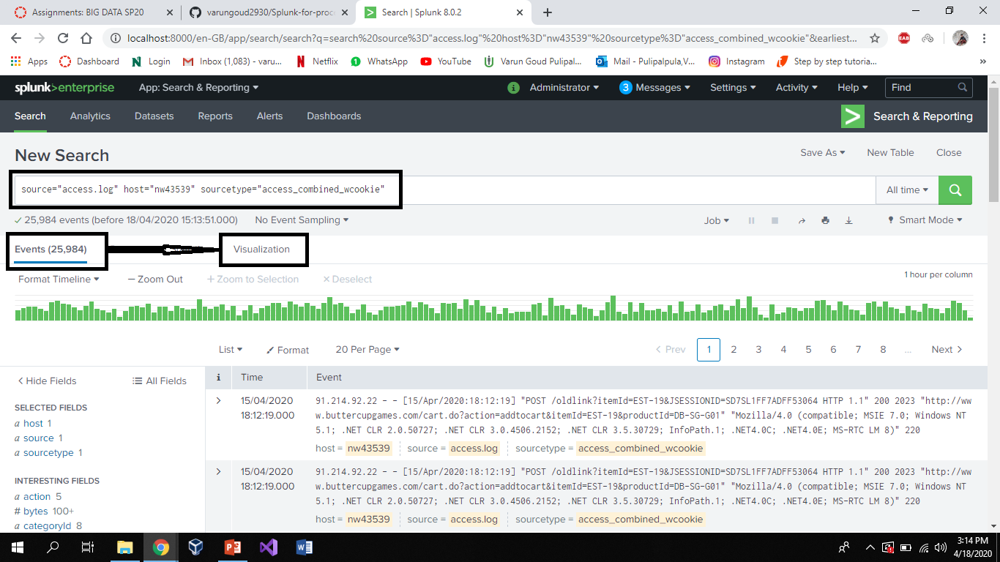 Assignments: BIG DATA SP20
varungoud2930/Splunk-for-proc
Search | Splunk 8.0.2
localhost:8000/en-GB/app/search/search?q=search%20source%3D"access.log"%20host%3D"nw43539"%20sourcetype%3D"access_combined_wcookie"&earliest...
Apps Dashboard Login Inbox (1,083) - varu... Netflix WhatsApp YouTube Varun Goud Pulipal... Mail - Pulipalpula,V... Instagram Step by step tutoria... »
splunk>enterprise App: Search & Reporting Administrator 3 Messages Settings Activity Help Find
Search Analytics Datasets Reports Alerts Dashboards Search & Reporting
New Search Save As New Table Close
source="access.log" host="nw43539" sourcetype="access_combined_wcookie" All time
25,984 events (before 18/04/2020 15:13:51.000) No Event Sampling Job Smart Mode
Events (25,984) Visualization
Format Timeline — Zoom Out + Zoom to Selection × Deselect 1 hour per column
List Format 20 Per Page < Prev 1 2 3 4 5 6 7 8 ... Next >
< Hide Fields All Fields i Time Event
SELECTED FIELDS
a host 1
a source 1
a sourcetype 1
INTERESTING FIELDS
a action 5
# bytes 100+
a categoryId 8
> 15/04/2020
18:12:19.000
91.214.92.22 - - [15/Apr/2020:18:12:19] "POST /oldlink?itemId=EST-19&JSESSIONID=SD7SL1FF7ADFF53064 HTTP 1.1" 200 2023 "http://ww
w.buttercupgames.com/cart.do?action=addtocart&itemId=EST-19&productId=DB-SG-G01" "Mozilla/4.0 (compatible; MSIE 7.0; Windows NT
5.1; .NET CLR 2.0.50727; .NET CLR 3.0.4506.2152; .NET CLR 3.5.30729; InfoPath.1; .NET4.0C; .NET4.0E; MS-RTC LM 8)" 220
host = nw43539 source = access.log sourcetype = access_combined_wcookie
> 15/04/2020
18:12:19.000
91.214.92.22 - - [15/Apr/2020:18:12:19] "POST /oldlink?itemId=EST-19&JSESSIONID=SD7SL1FF7ADFF53064 HTTP 1.1" 200 2023 "http://ww
w.buttercupgames.com/cart.do?action=addtocart&itemId=EST-19&productId=DB-SG-G01" "Mozilla/4.0 (compatible; MSIE 7.0; Windows NT
5.1; .NET CLR 2.0.50727; .NET CLR 3.0.4506.2152; .NET CLR 3.5.30729; InfoPath.1; .NET4.0C; .NET4.0E; MS-RTC LM 8)" 220
host = nw43539 source = access.log sourcetype = access_combined_wcookie
3:14 PM
4/18/2020